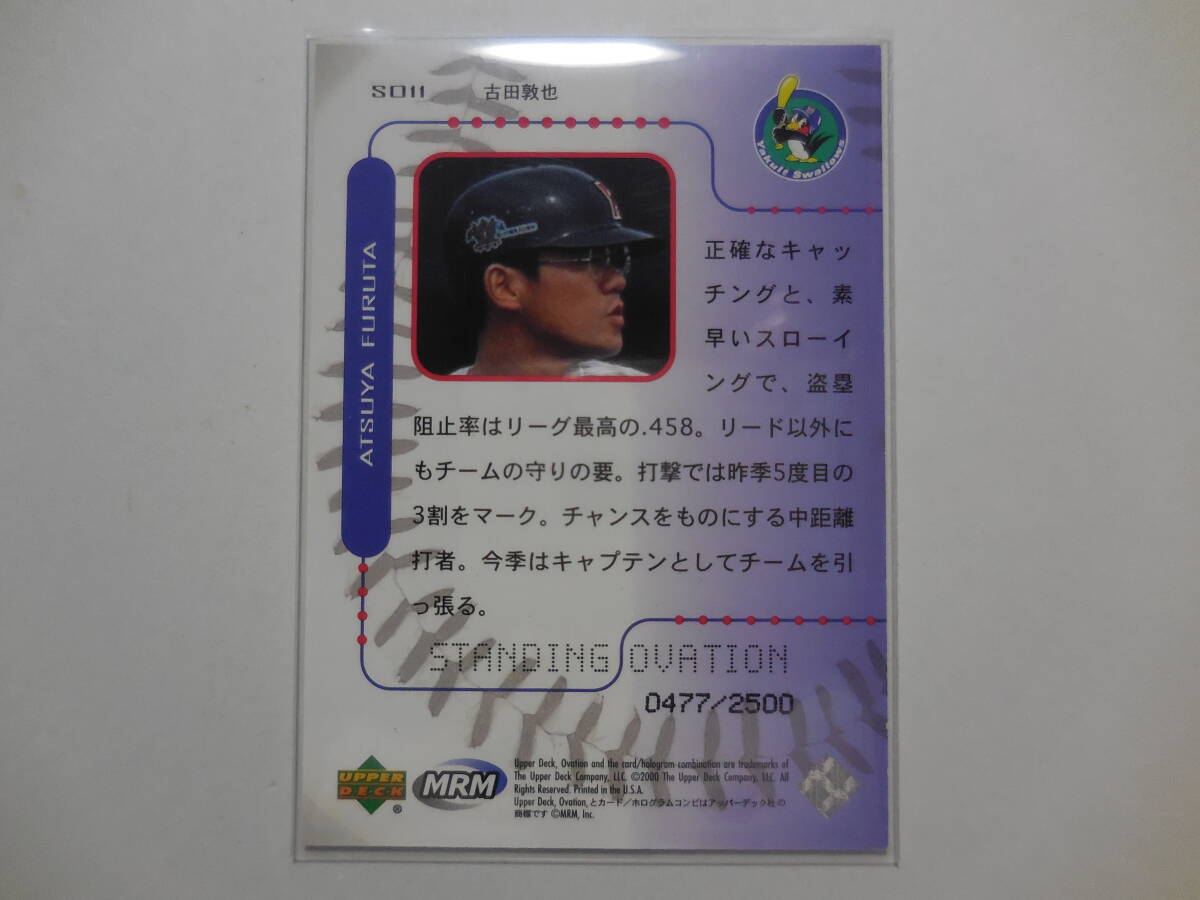 SO11
古田敦也
Yakult Swallows
ATSUYA FURUTA
正確なキャッ
チングと、素
早いスローイ
ングで、盗塁
阻止率はリーグ最高の.458。リード以外に
もチームの守りの要。打撃では昨季5度目の
3割をマーク。チャンスをものにする中距離
打者。今季はキャプテンとしてチームを引
っ張る。
STANDING OVATION
0477/2500
UPPER
DECK
®
MRM
Upper Deck, Ovation and the card/hologram combination are trademarks of
The Upper Deck Company, LLC. ©2000 The Upper Deck Company, LLC. All
Rights Reserved. Printed in the U.S.A.
Upper Deck, Ovation, とカード／ホログラムコンビはアッパーデック社の
商標です ©MRM, Inc.